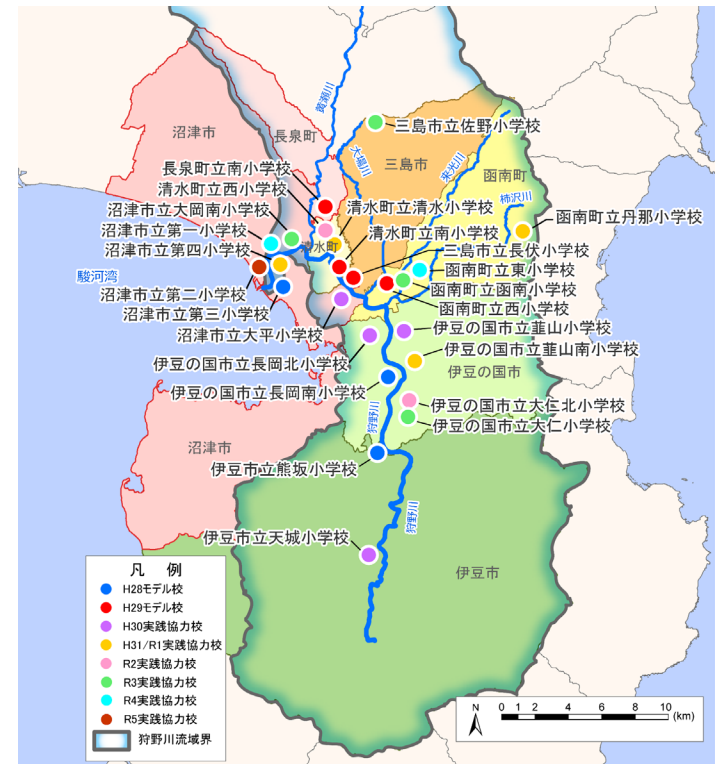 黄瀬川
沼津市
長泉町
大場川
三島市立佐野小学校
三島市
来光川
函南町
柿沢川
長泉町立南小学校
清水町立西小学校
沼津市立大岡南小学校
沼津市立第一小学校
沼津市立第四小学校
清水町立清水小学校
清水町立南小学校
清水町
函南町立丹那小学校
三島市立長伏小学校
函南町立東小学校
函南町立函南小学校
函南町立西小学校
駿河湾
沼津市立第二小学校
沼津市立第三小学校
沼津市立大平小学校
伊豆の国市立韮山小学校
伊豆の国市立韮山南小学校
伊豆の国市立長岡北小学校
伊豆の国市
伊豆の国市立長岡南小学校
伊豆の国市立大仁北小学校
伊豆の国市立大仁小学校
狩野川
沼津市
伊豆市立熊坂小学校
狩野川
伊豆市立天城小学校
伊豆市
凡 例
H28モデル校
H29モデル校
H30実践協力校
H31/R1実践協力校
R2実践協力校
R3実践協力校
R4実践協力校
R5実践協力校
狩野川流域界
N
0 1 2 4 6 8 10
(km)